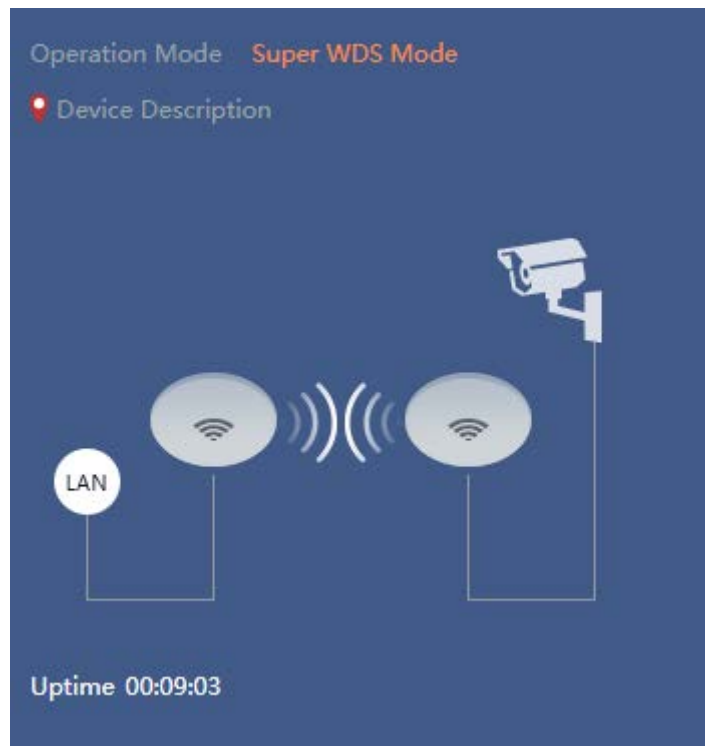 Operation Mode Super WDS Mode
Device Description
LAN
Uptime 00:09:03